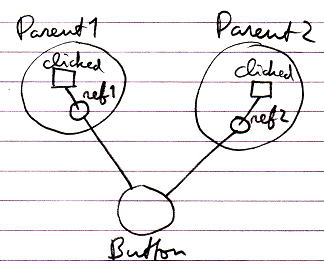 Parent1
Parent2
clicked
clicked
ref1
ref2
Button